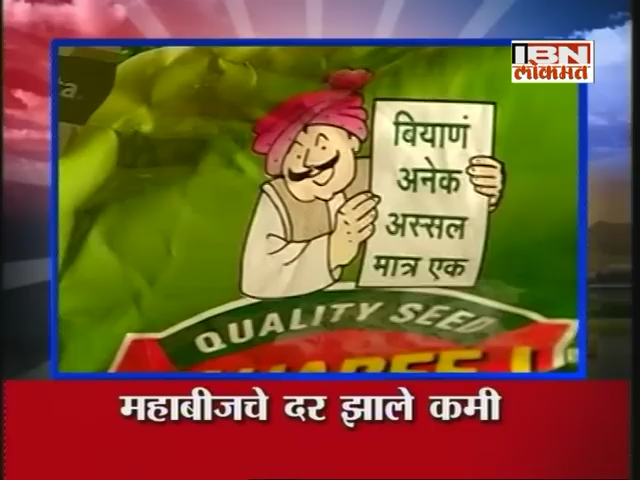 IBN
लोकमत
बियाणं
अनेक
अस्सल
मात्र एक
QUALITY SEED
महाबीजचे दर झाले कमी